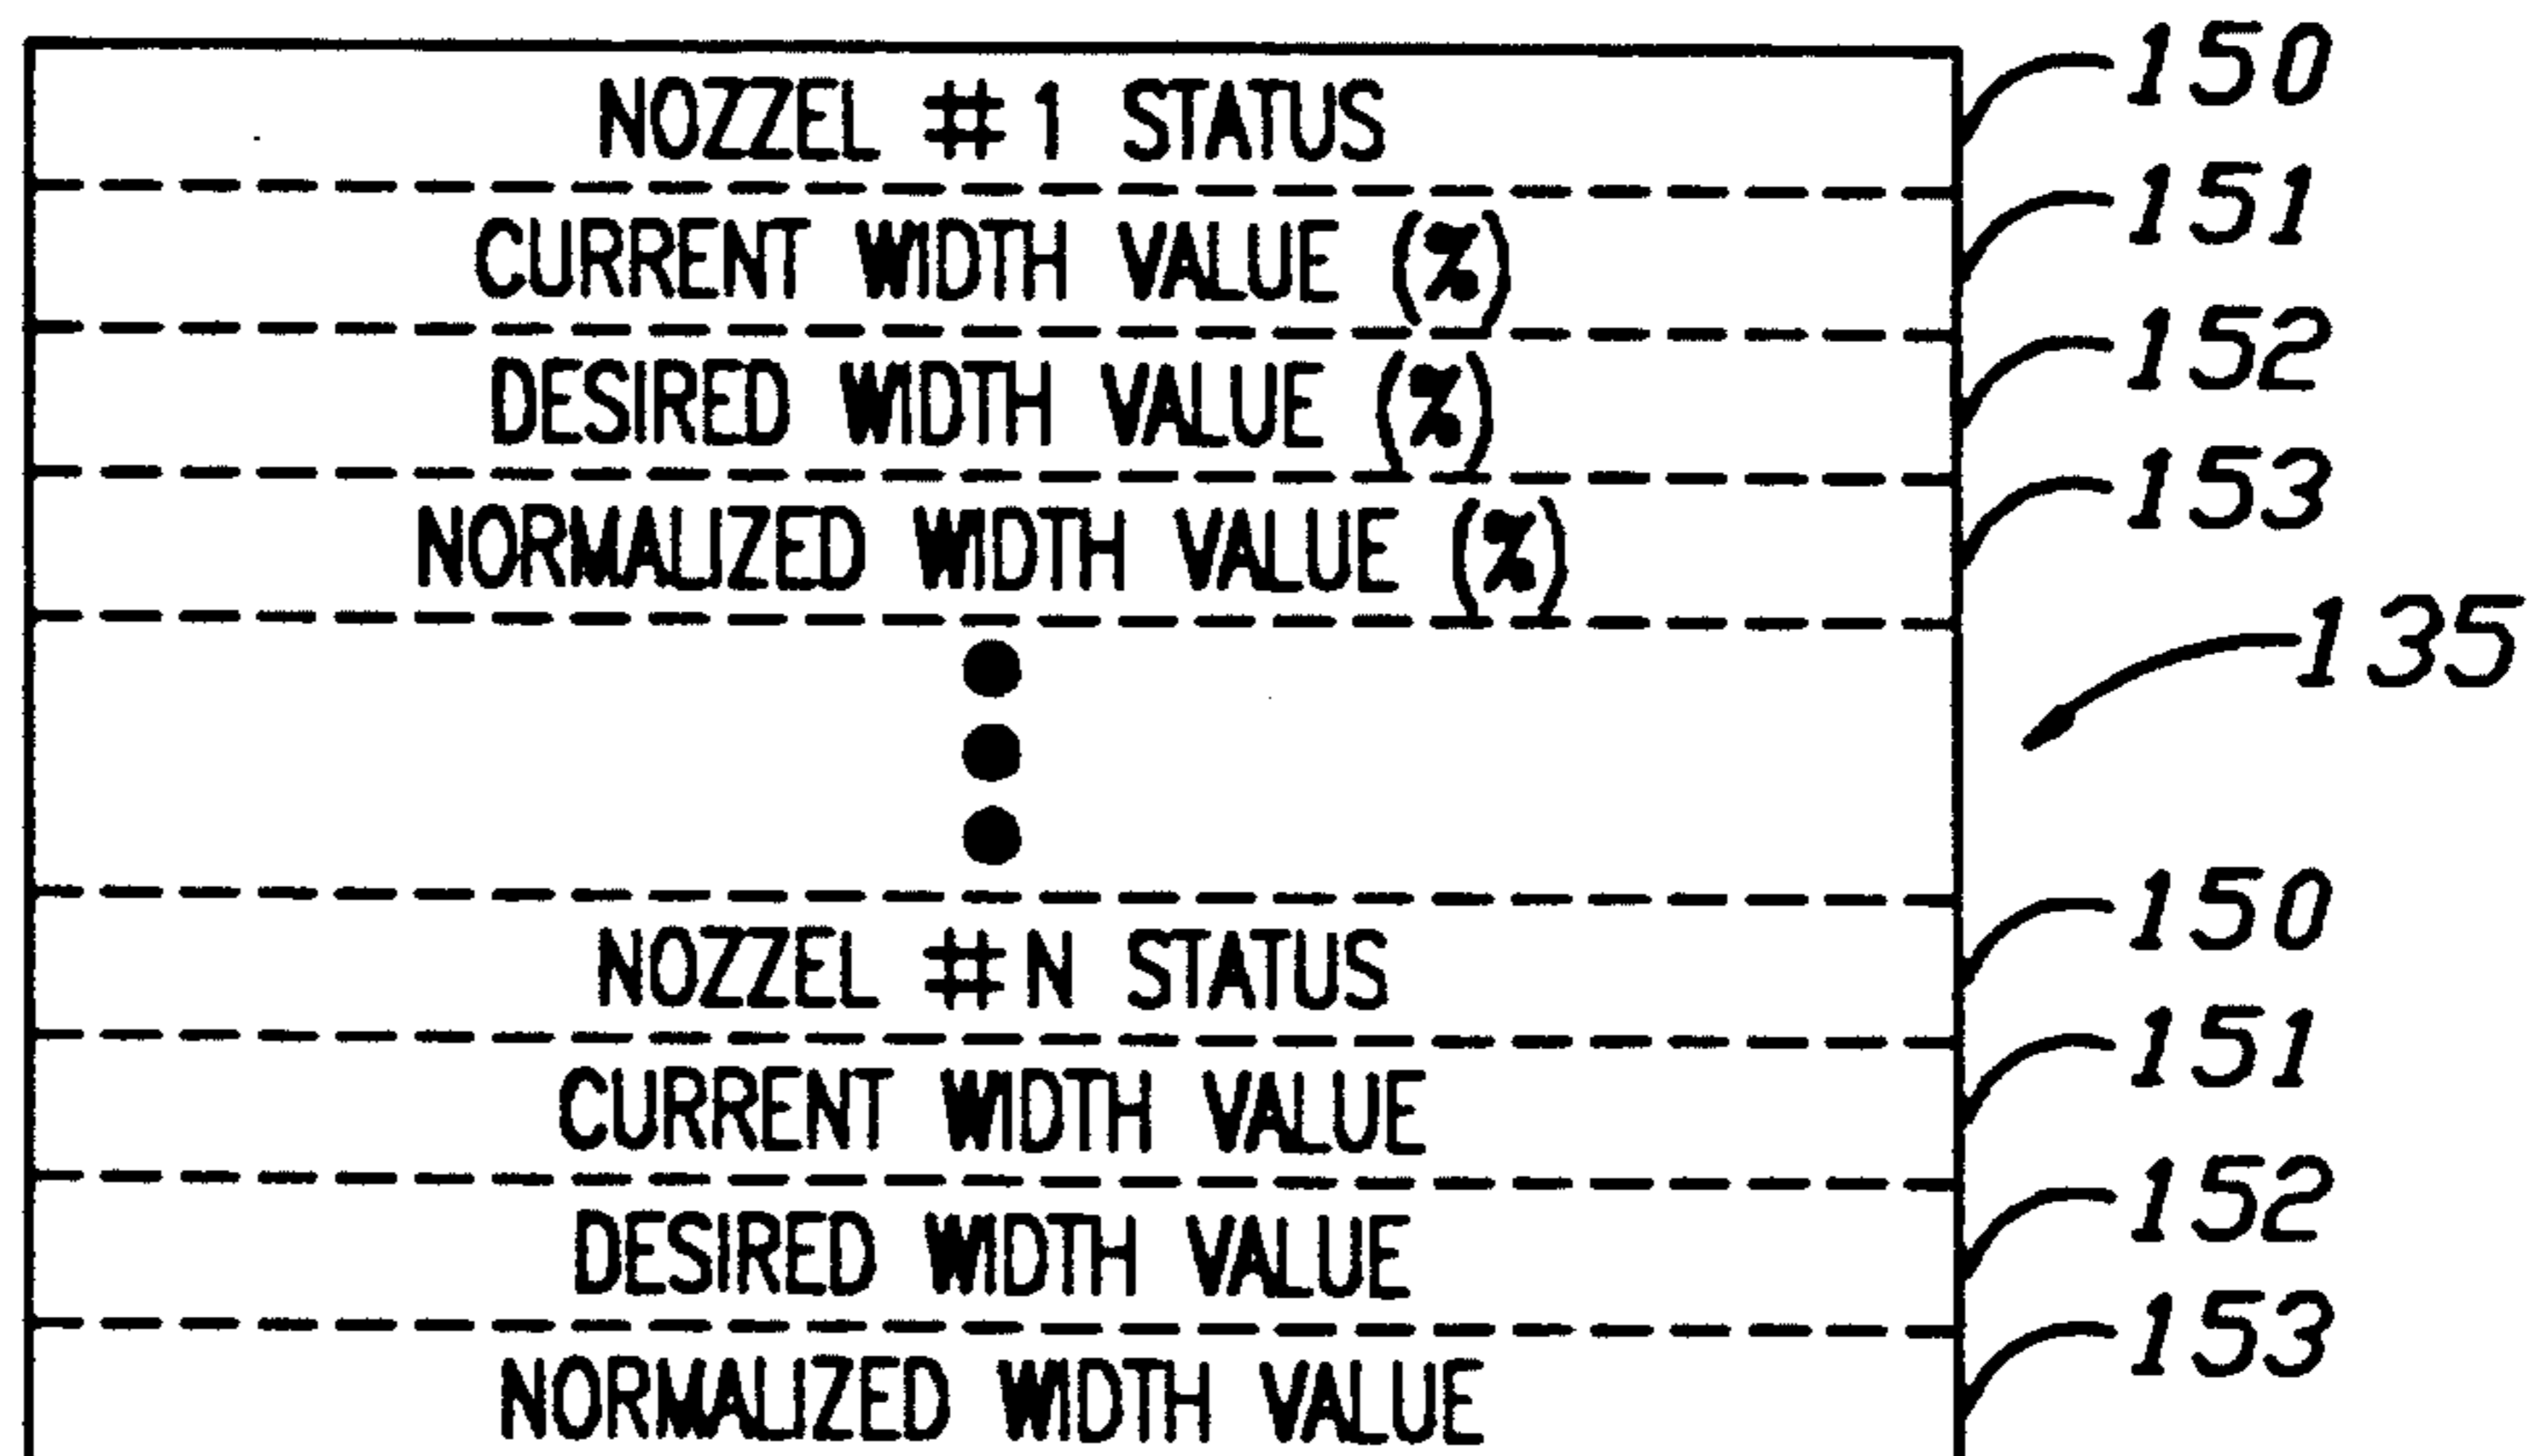 NOZZEL #1 STATUS 150
CURRENT WIDTH VALUE (%) 151
DESIRED WIDTH VALUE (%) 152
NORMALIZED WIDTH VALUE (%) 153
135
NOZZEL #N STATUS 150
CURRENT WIDTH VALUE 151
DESIRED WIDTH VALUE 152
NORMALIZED WIDTH VALUE 153